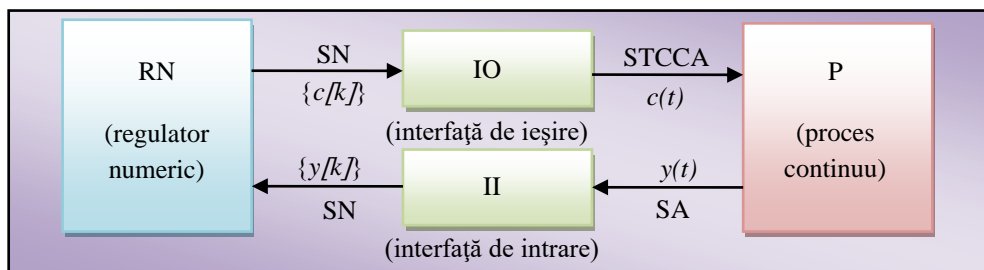 RN
(regulator
numeric)
SN
{c[k]}
IO
(interfaţă de ieşire)
STCCA
c(t)
P
(proces
continuu)
{y[k]}
SN
II
(interfaţă de intrare)
y(t)
SA